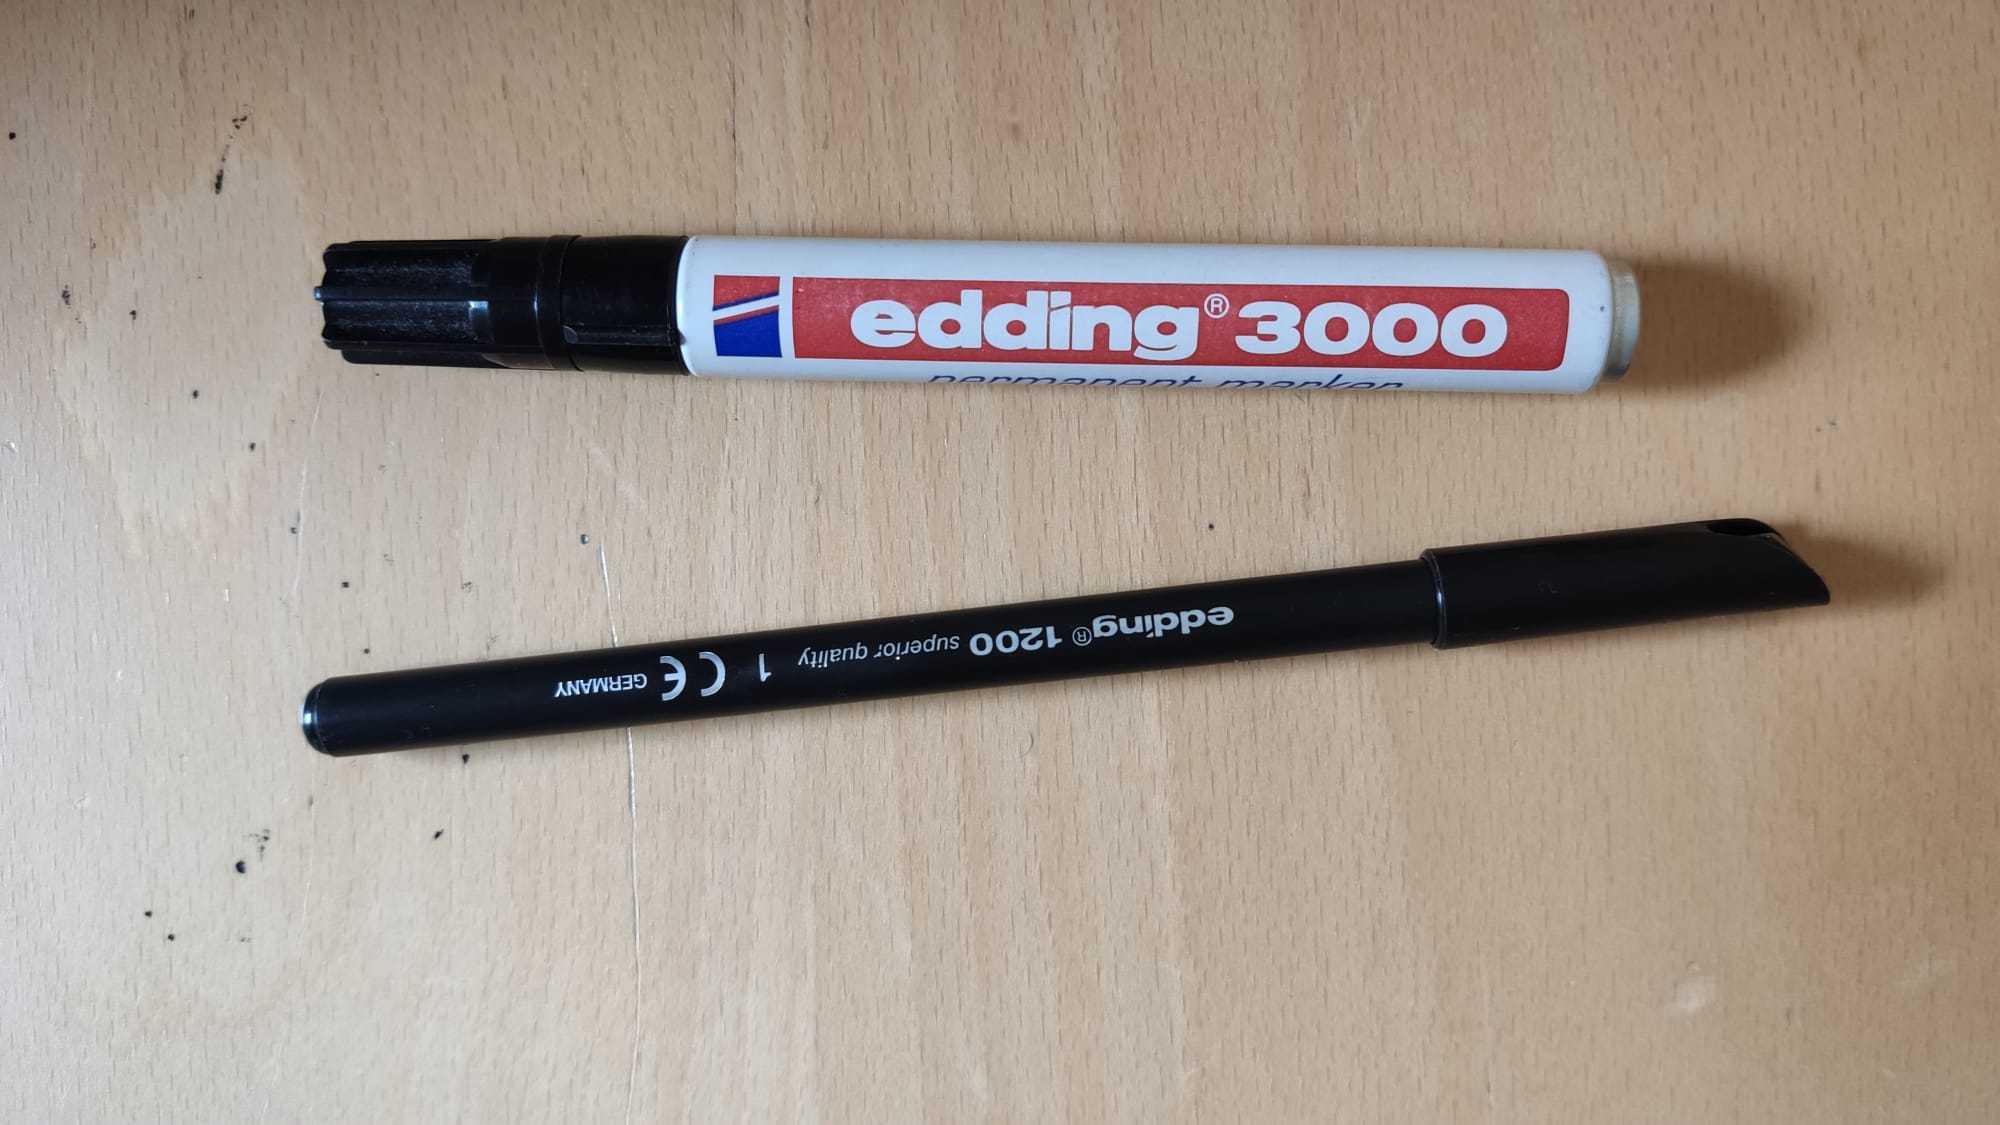 edding® 3000
permanent marker
edding® 1200 superior quality 1 CE GERMANY